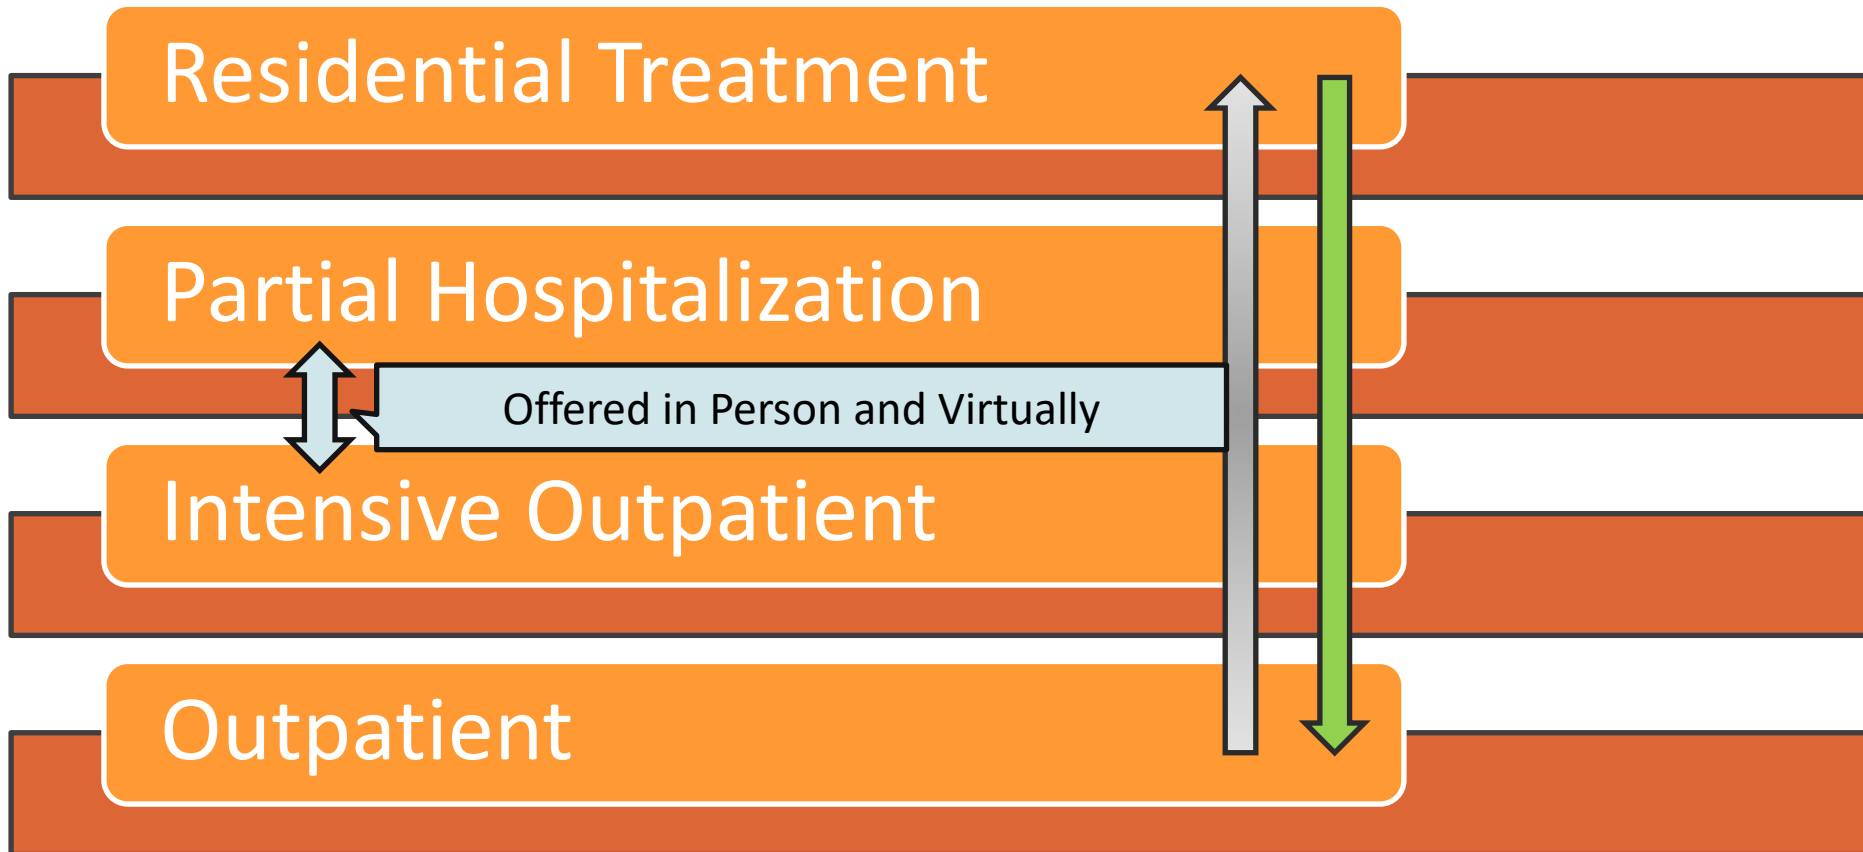 Residential Treatment
Partial Hospitalization
Offered in Person and Virtually
Intensive Outpatient
Outpatient